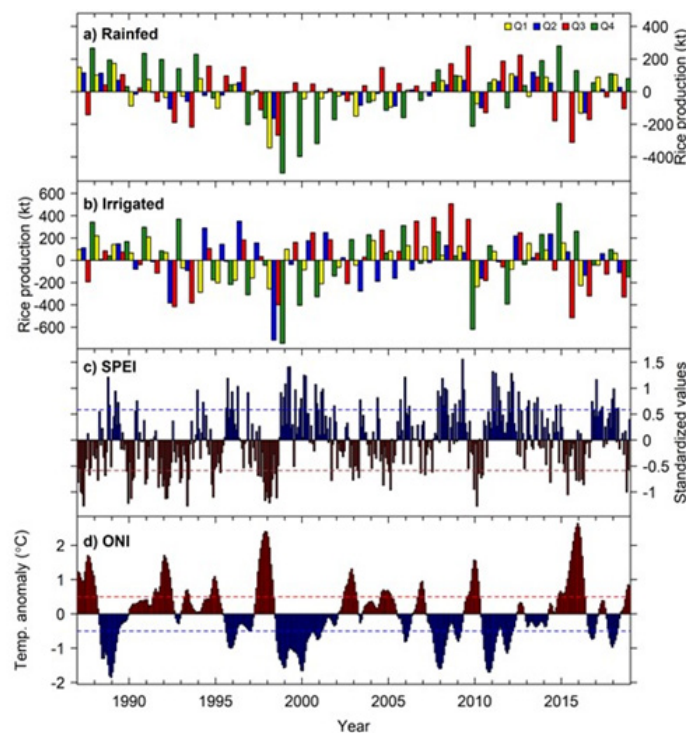 a) Rainfed
Q1 Q2 Q3 Q4
400
200
0
-200
-400
Rice production (kt)
b) Irrigated
600
400
200
0
-200
-400
-600
Rice production (kt)
c) SPEI
1.5
1
0.5
0
-0.5
-1
Standardized values
d) ONI
2
1
0
-1
-2
Temp. anomaly (°C)
1990 1995 2000 2005 2010 2015
Year